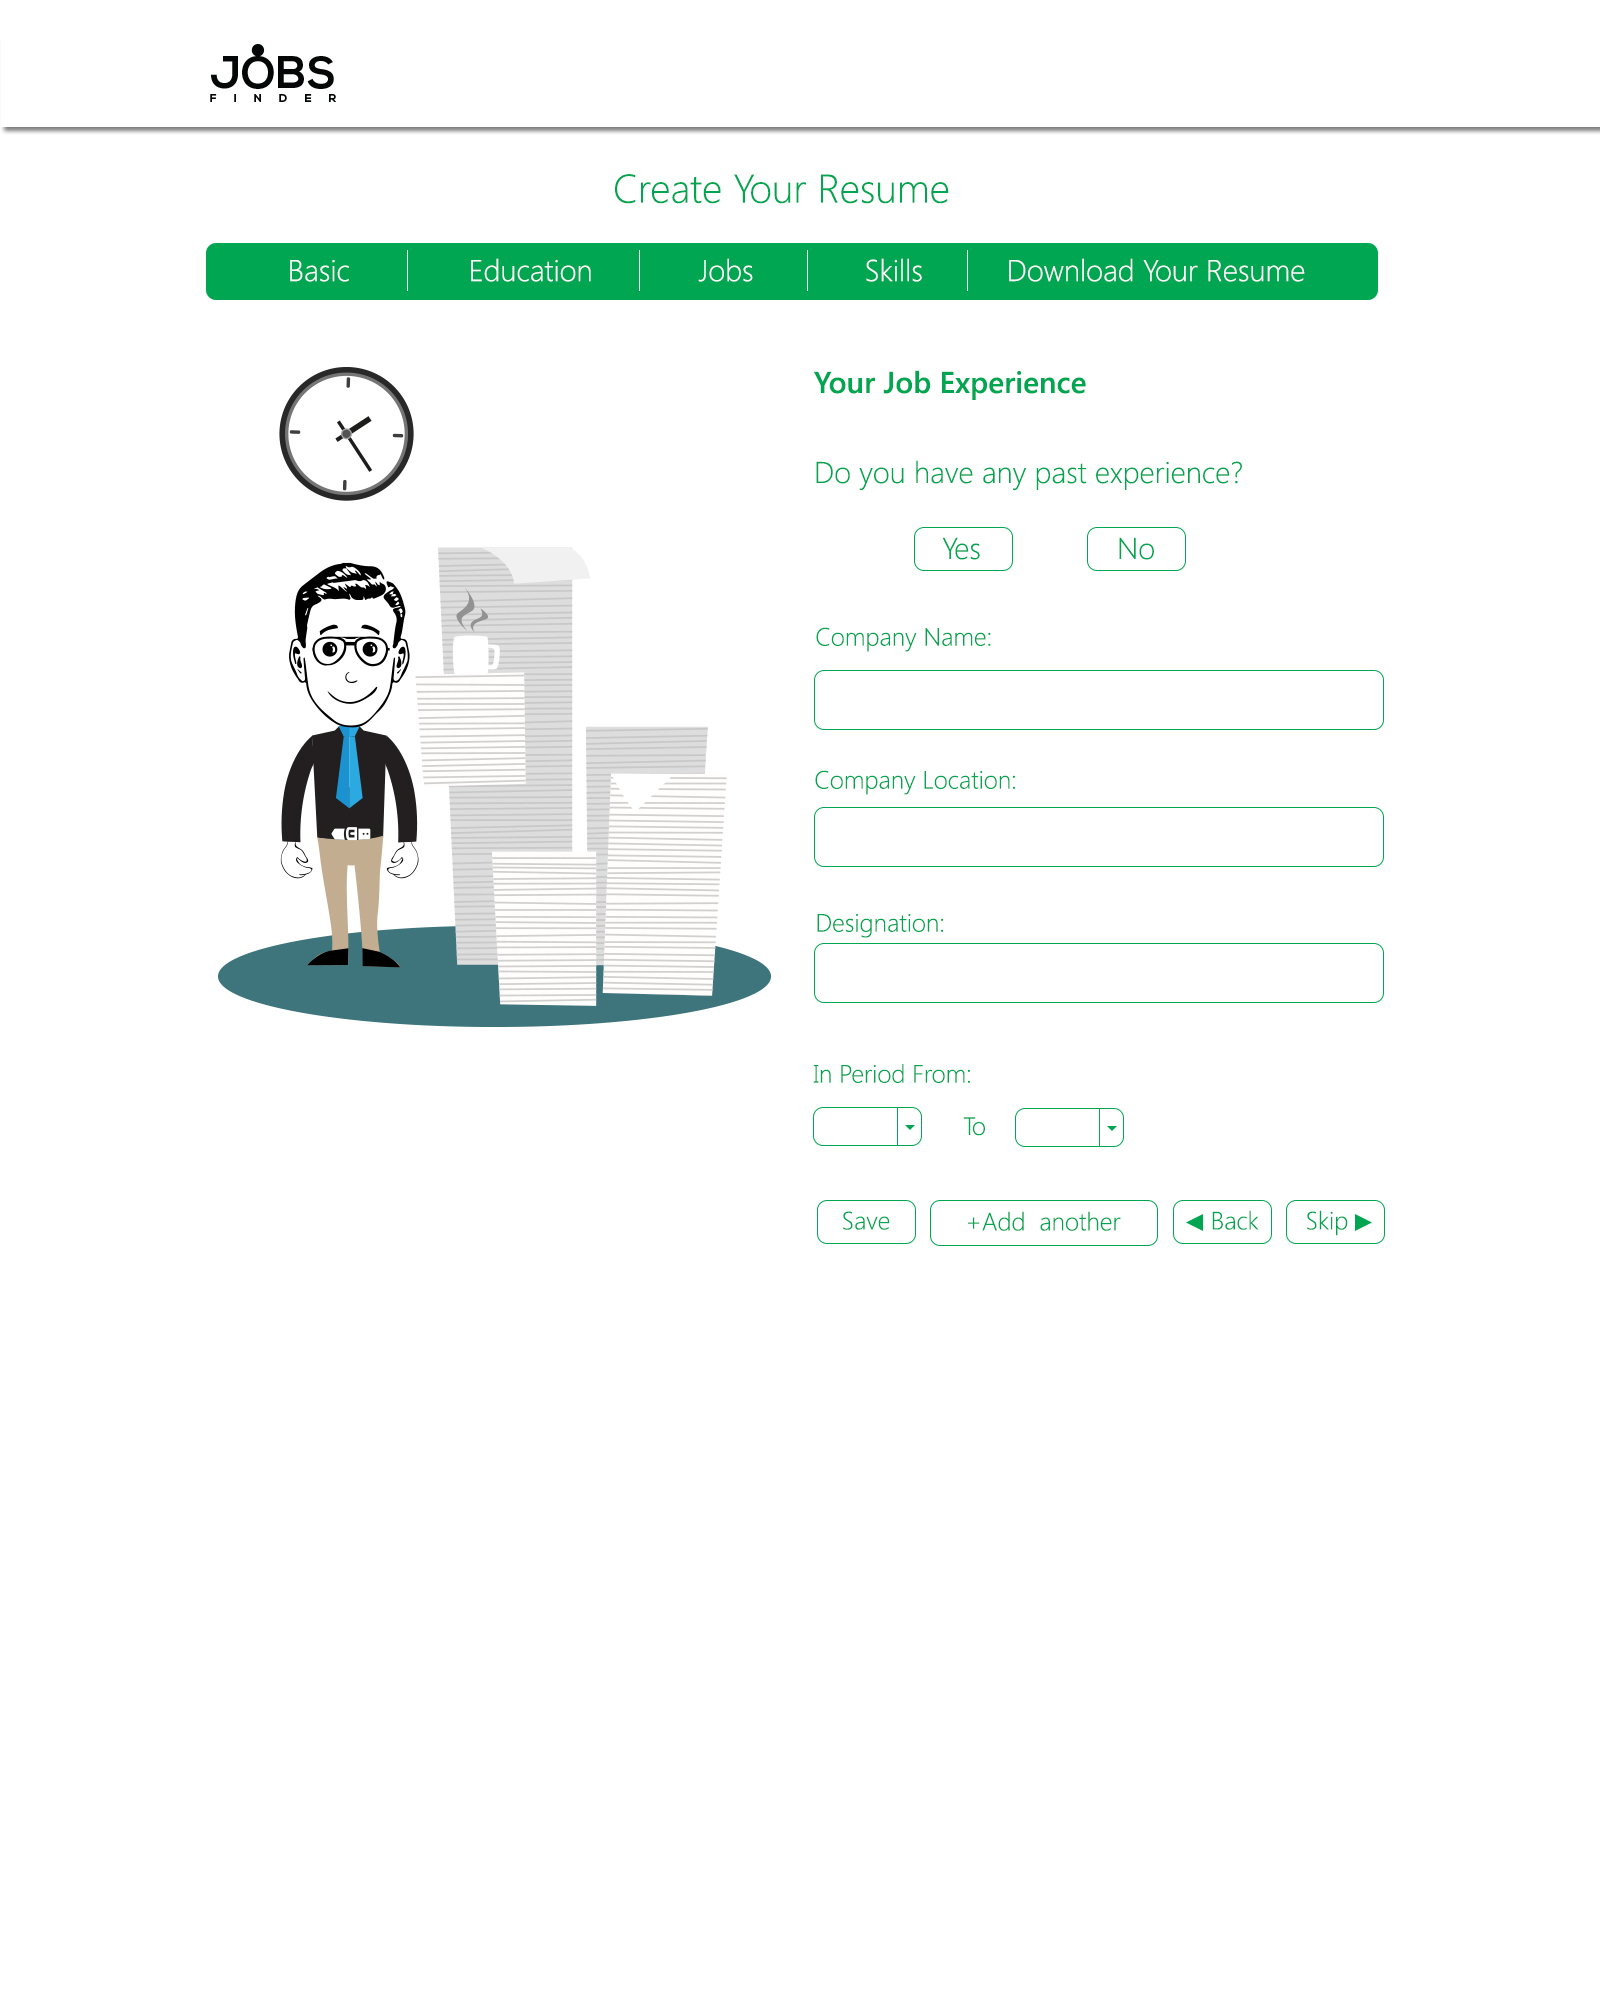 JOBS
FINDER
Create Your Resume
Basic Education Jobs Skills Download Your Resume
Your Job Experience
Do you have any past experience?
Yes No
Company Name:
Company Location:
Designation:
In Period From:
To
Save +Add another ◀ Back Skip ▶